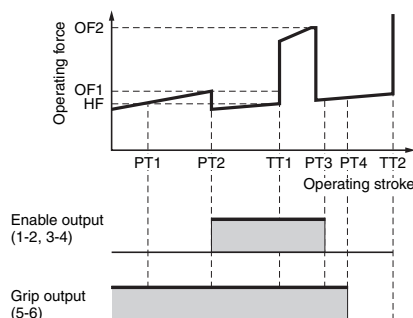 Operating force
OF2
OF1
HF
PT1 PT2 TT1 PT3 PT4 TT2
Operating stroke
Enable output
(1-2, 3-4)
Grip output
(5-6)